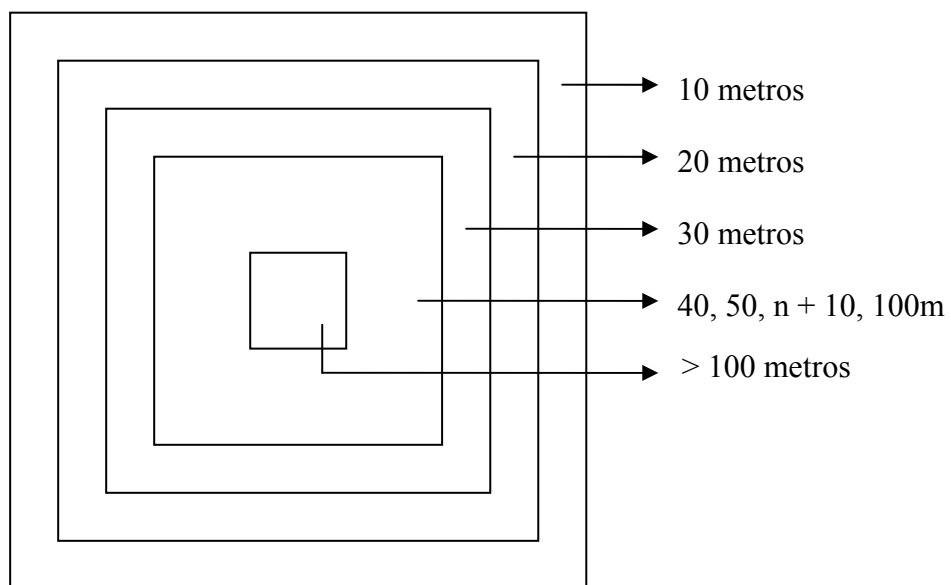 10 metros
20 metros
30 metros
40, 50, n + 10, 100m
> 100 metros